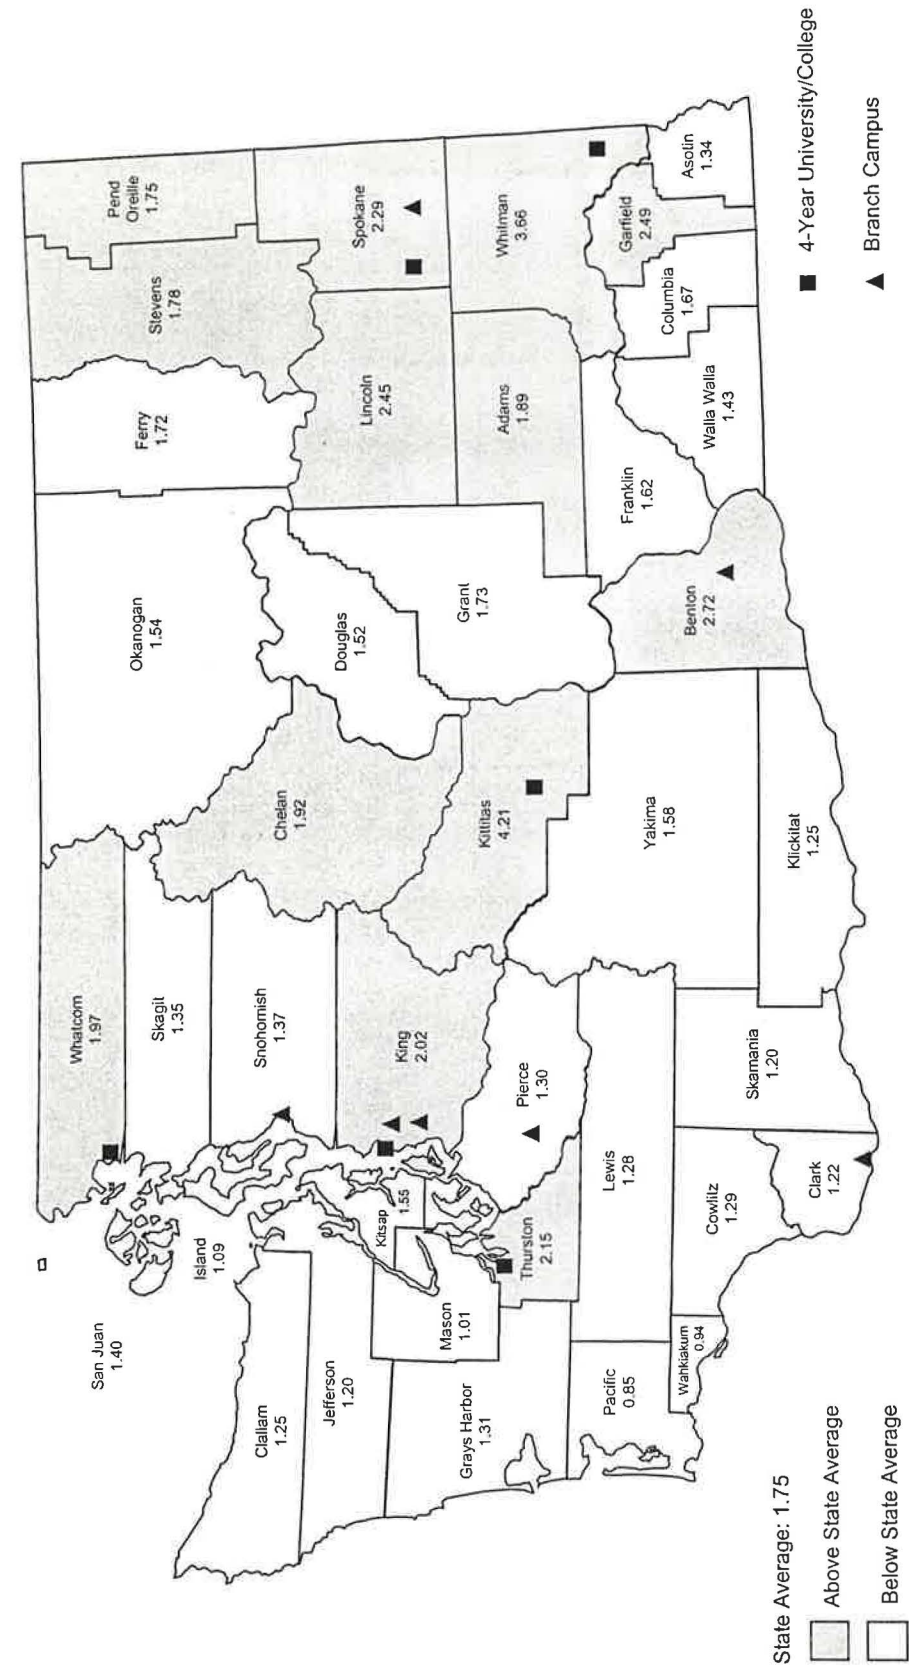 Whatcom
1.97
San Juan
1.40
Skagit
1.35
Island
1.09
Snohomish
1.37
Clallam
1.25
Jefferson
1.20
Kitsap
1.55
King
2.02
Mason
1.01
Grays Harbor
1.31
Thurston
2.15
Pierce
1.30
Pacific
0.85
Lewis
1.28
Wahkiakum
0.94
Cowlitz
1.29
Clark
1.22
Skamania
1.20
Okanogan
1.54
Chelan
1.92
Douglas
1.52
Kittitas
4.21
Grant
1.73
Yakima
1.58
Klickitat
1.25
Benton
2.72
Ferry
1.72
Stevens
1.78
Pend
Oreille
1.75
Lincoln
2.45
Spokane
2.29
Adams
1.89
Whitman
3.66
Franklin
1.62
Walla Walla
1.43
Columbia
1.67
Garfield
2.49
Asotin
1.34
State Average: 1.75
Above State Average
Below State Average
4-Year University/College
Branch Campus